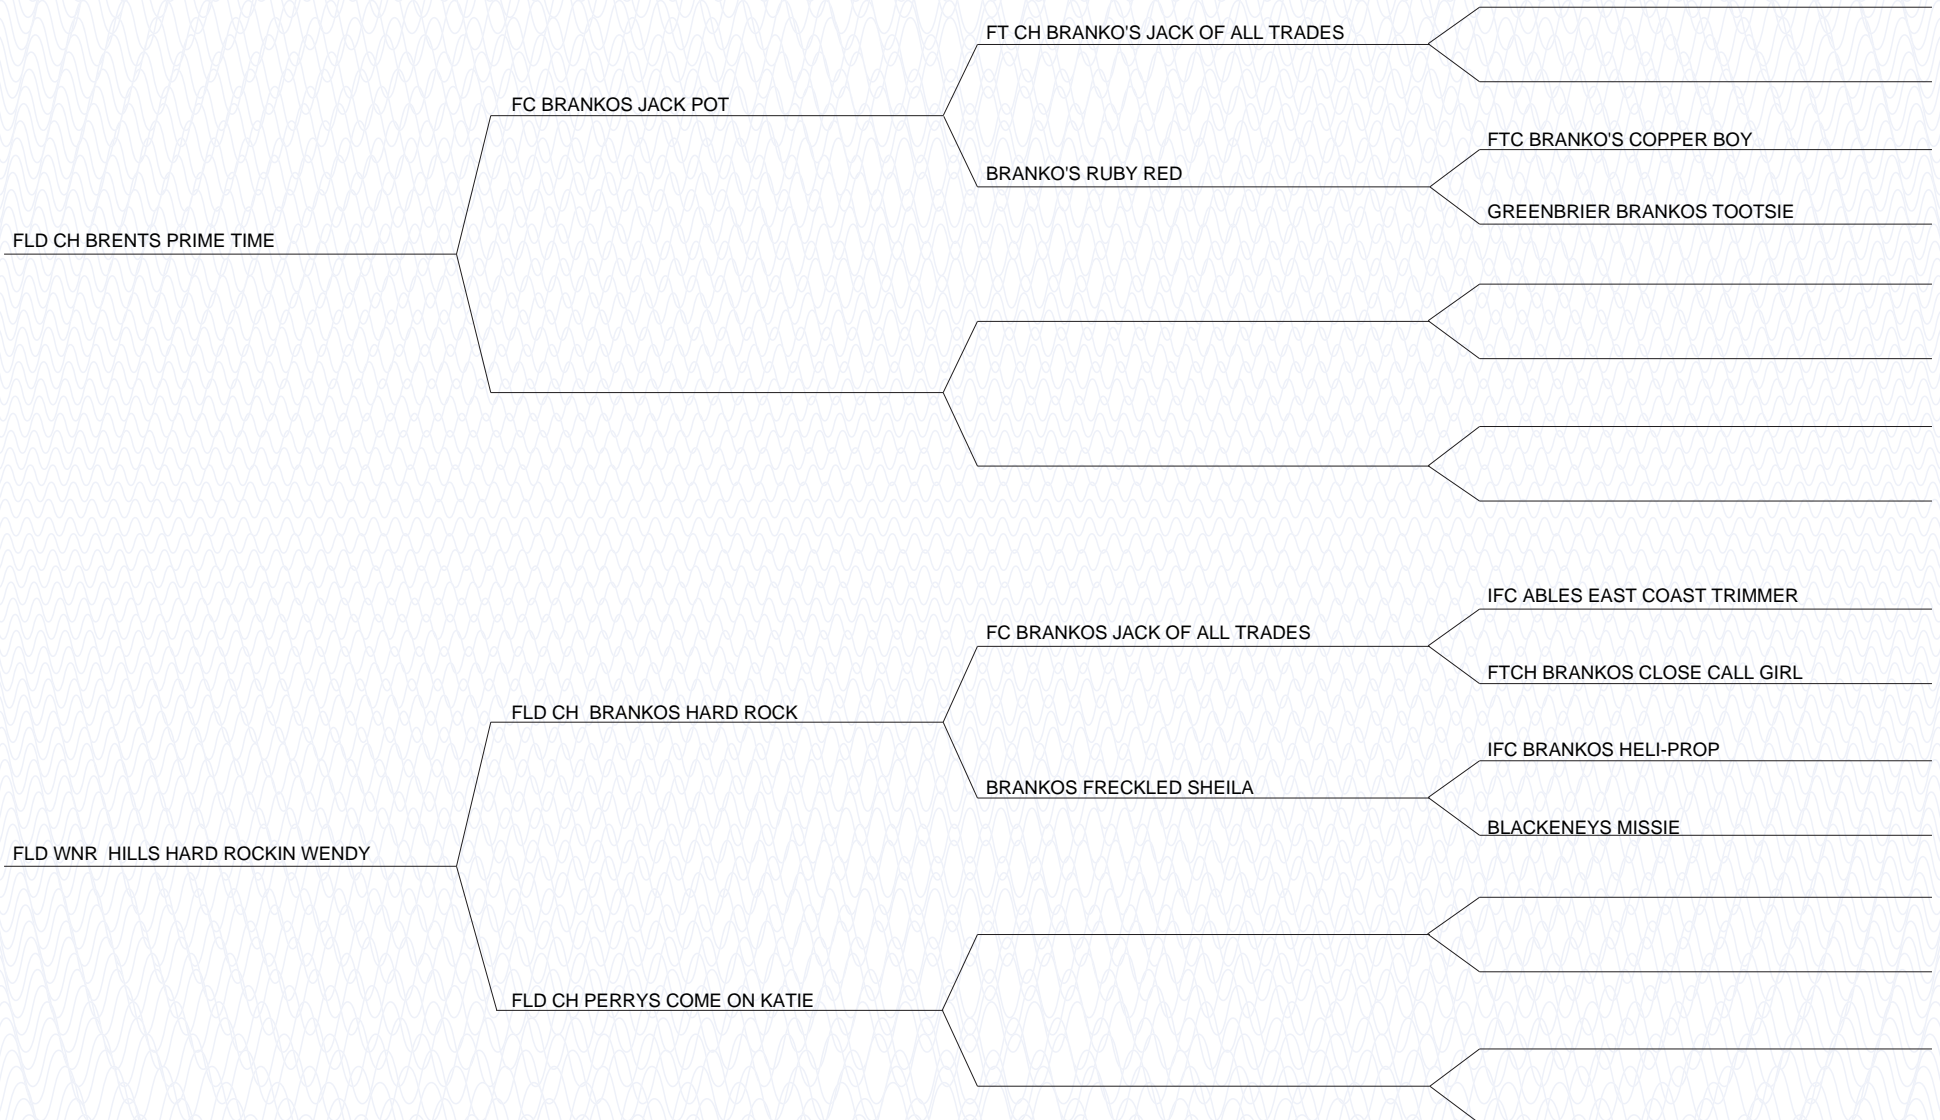 FT CH BRANKO'S JACK OF ALL TRADES
FC BRANKOS JACK POT
FTC BRANKO'S COPPER BOY
BRANKO'S RUBY RED
GREENBRIER BRANKOS TOOTSIE
FLD CH BRENTS PRIME TIME
IFC ABLES EAST COAST TRIMMER
FC BRANKOS JACK OF ALL TRADES
FTCH BRANKOS CLOSE CALL GIRL
FLD CH  BRANKOS HARD ROCK
IFC BRANKOS HELI-PROP
BRANKOS FRECKLED SHEILA
BLACKENEYS MISSIE
FLD WNR  HILLS HARD ROCKIN WENDY
FLD CH PERRYS COME ON KATIE